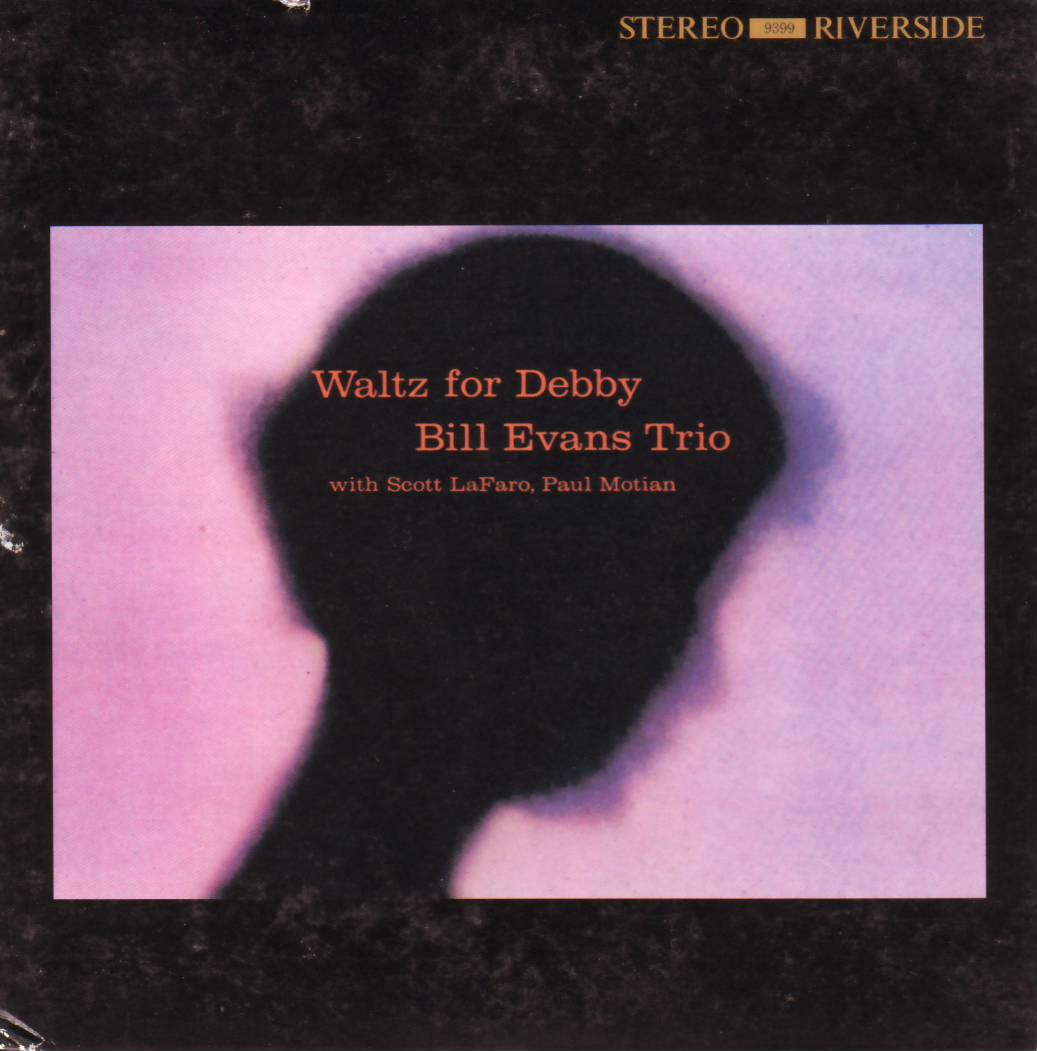 STEREO 9399 RIVERSIDE
Waltz for Debby
Bill Evans Trio
with Scott LaFaro, Paul Motian